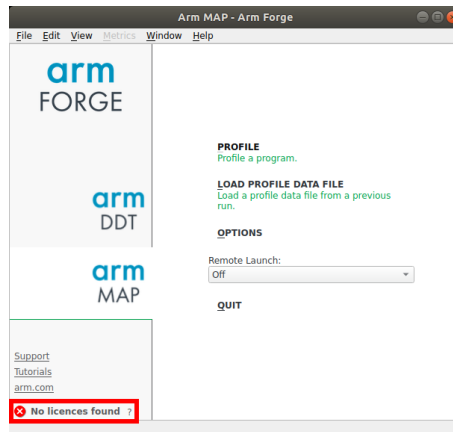 Arm MAP - Arm Forge
File Edit View Metrics Window Help
arm
FORGE
arm
DDT
arm
MAP
Support
Tutorials
arm.com
No licences found ?
PROFILE
Profile a program.
LOAD PROFILE DATA FILE
Load a profile data file from a previous
run.
OPTIONS
Remote Launch:
Off
QUIT